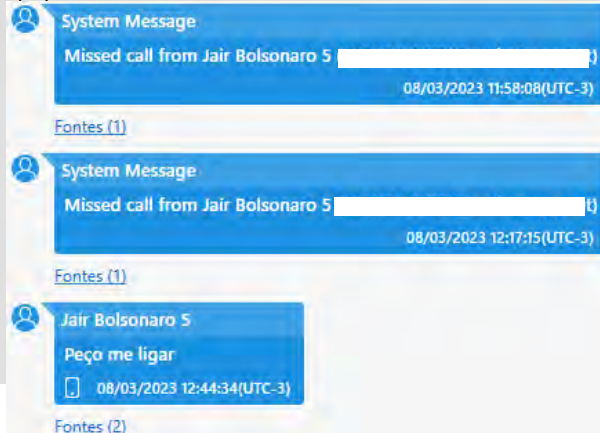 System Message
Missed call from Jair Bolsonaro 5 ( t)
08/03/2023 11:58:08(UTC-3)
Fontes (1)
System Message
Missed call from Jair Bolsonaro 5 t)
08/03/2023 12:17:15(UTC-3)
Fontes (1)
Jair Bolsonaro 5
Peço me ligar
08/03/2023 12:44:34(UTC-3)
Fontes (2)